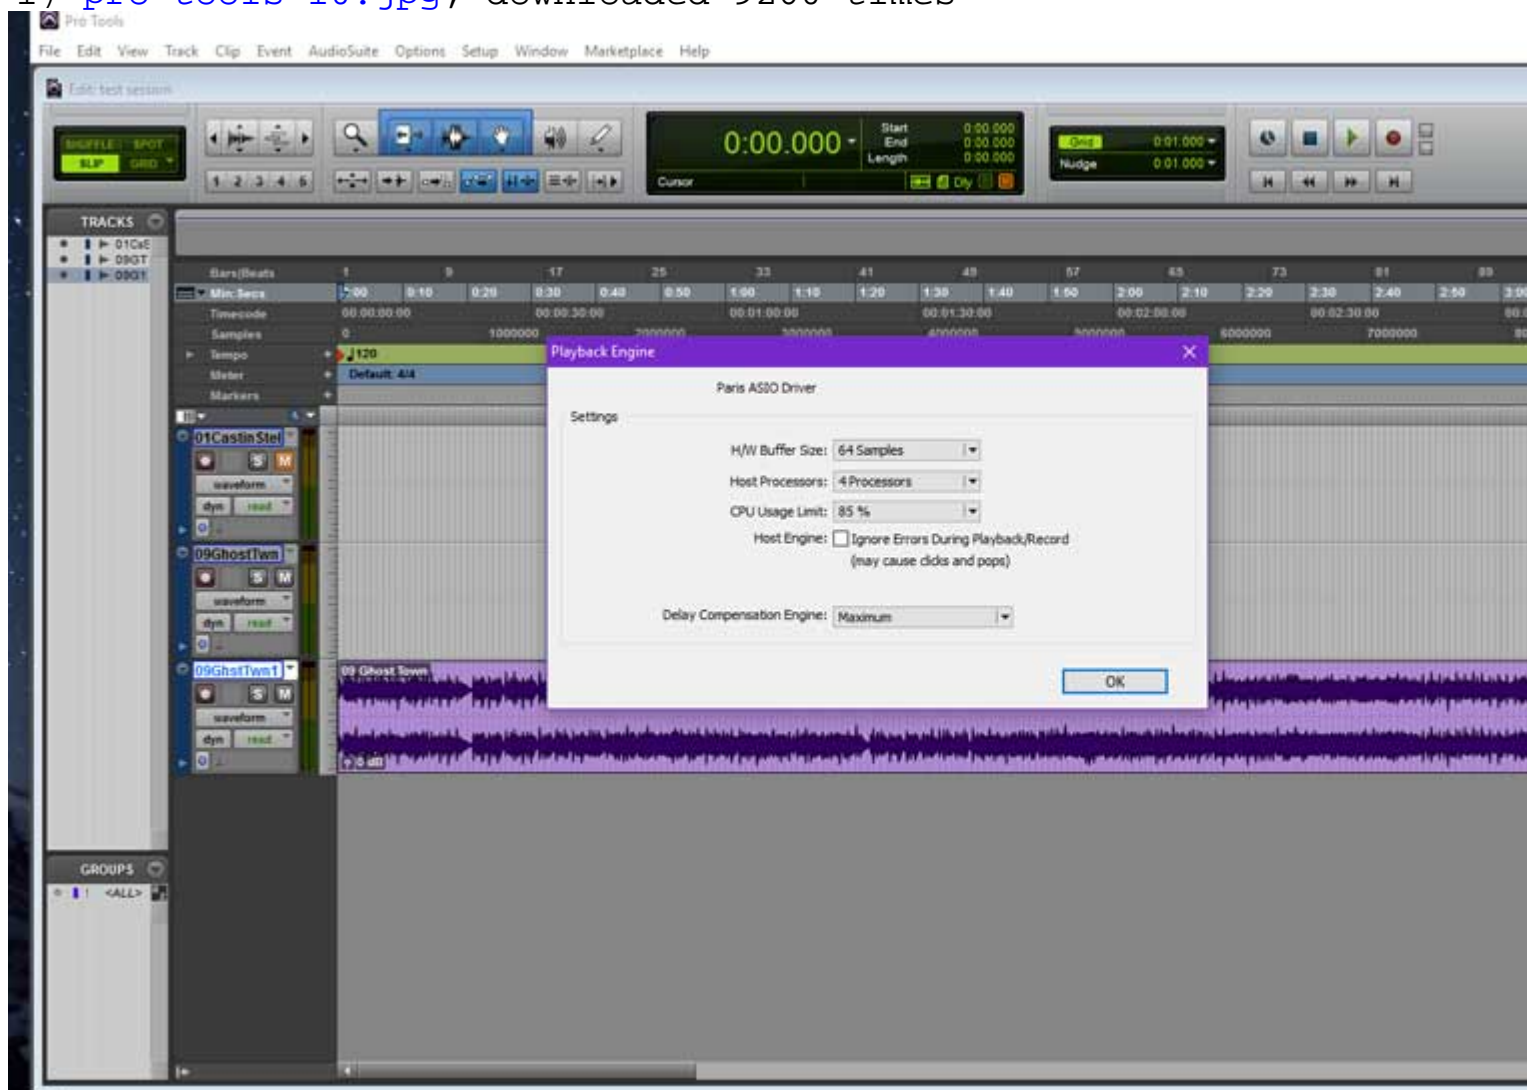 1) pro tools 10.jpg, downloaded 9200 times
Pro Tools
File Edit View Track Clip Event AudioSuite Options Setup Window Marketplace Help
Edit: test session
SHUFFLE SPOT
SLIP GRID
1 2 3 4 5
0:00.000
Start 0:00.000
End 0:00.000
Length 0:00.000
Cursor
Dly
Grid 0:01.000
Nudge 0:01.000
TRACKS
01CaS
09GT
09G1
Bars|Beats 1 9 17 25 33 41 49 57 65 73 81 89
Min:Secs 0:00 0:10 0:20 0:30 0:40 0:50 1:00 1:10 1:20 1:30 1:40 1:50 2:00 2:10 2:20 2:30 2:40 2:50 3:00
Timecode 00:00:00:00 00:00:30:00 00:01:00:00 00:01:30:00 00:02:00:00 00:02:30:00
Samples 0 1000000 2000000 3000000 4000000 5000000 6000000 7000000
Tempo 120
Meter Default: 4/4
Markers
01CastinStel
S M
waveform
dyn read
09GhostTwn
S M
waveform
dyn read
09GhstTwn1
S M
waveform
dyn read
09 Ghost Town
0 dB
Playback Engine
Paris ASIO Driver
Settings
H/W Buffer Size: 64 Samples
Host Processors: 4 Processors
CPU Usage Limit: 85 %
Host Engine: Ignore Errors During Playback/Record
(may cause clicks and pops)
Delay Compensation Engine: Maximum
OK
GROUPS
! <ALL>